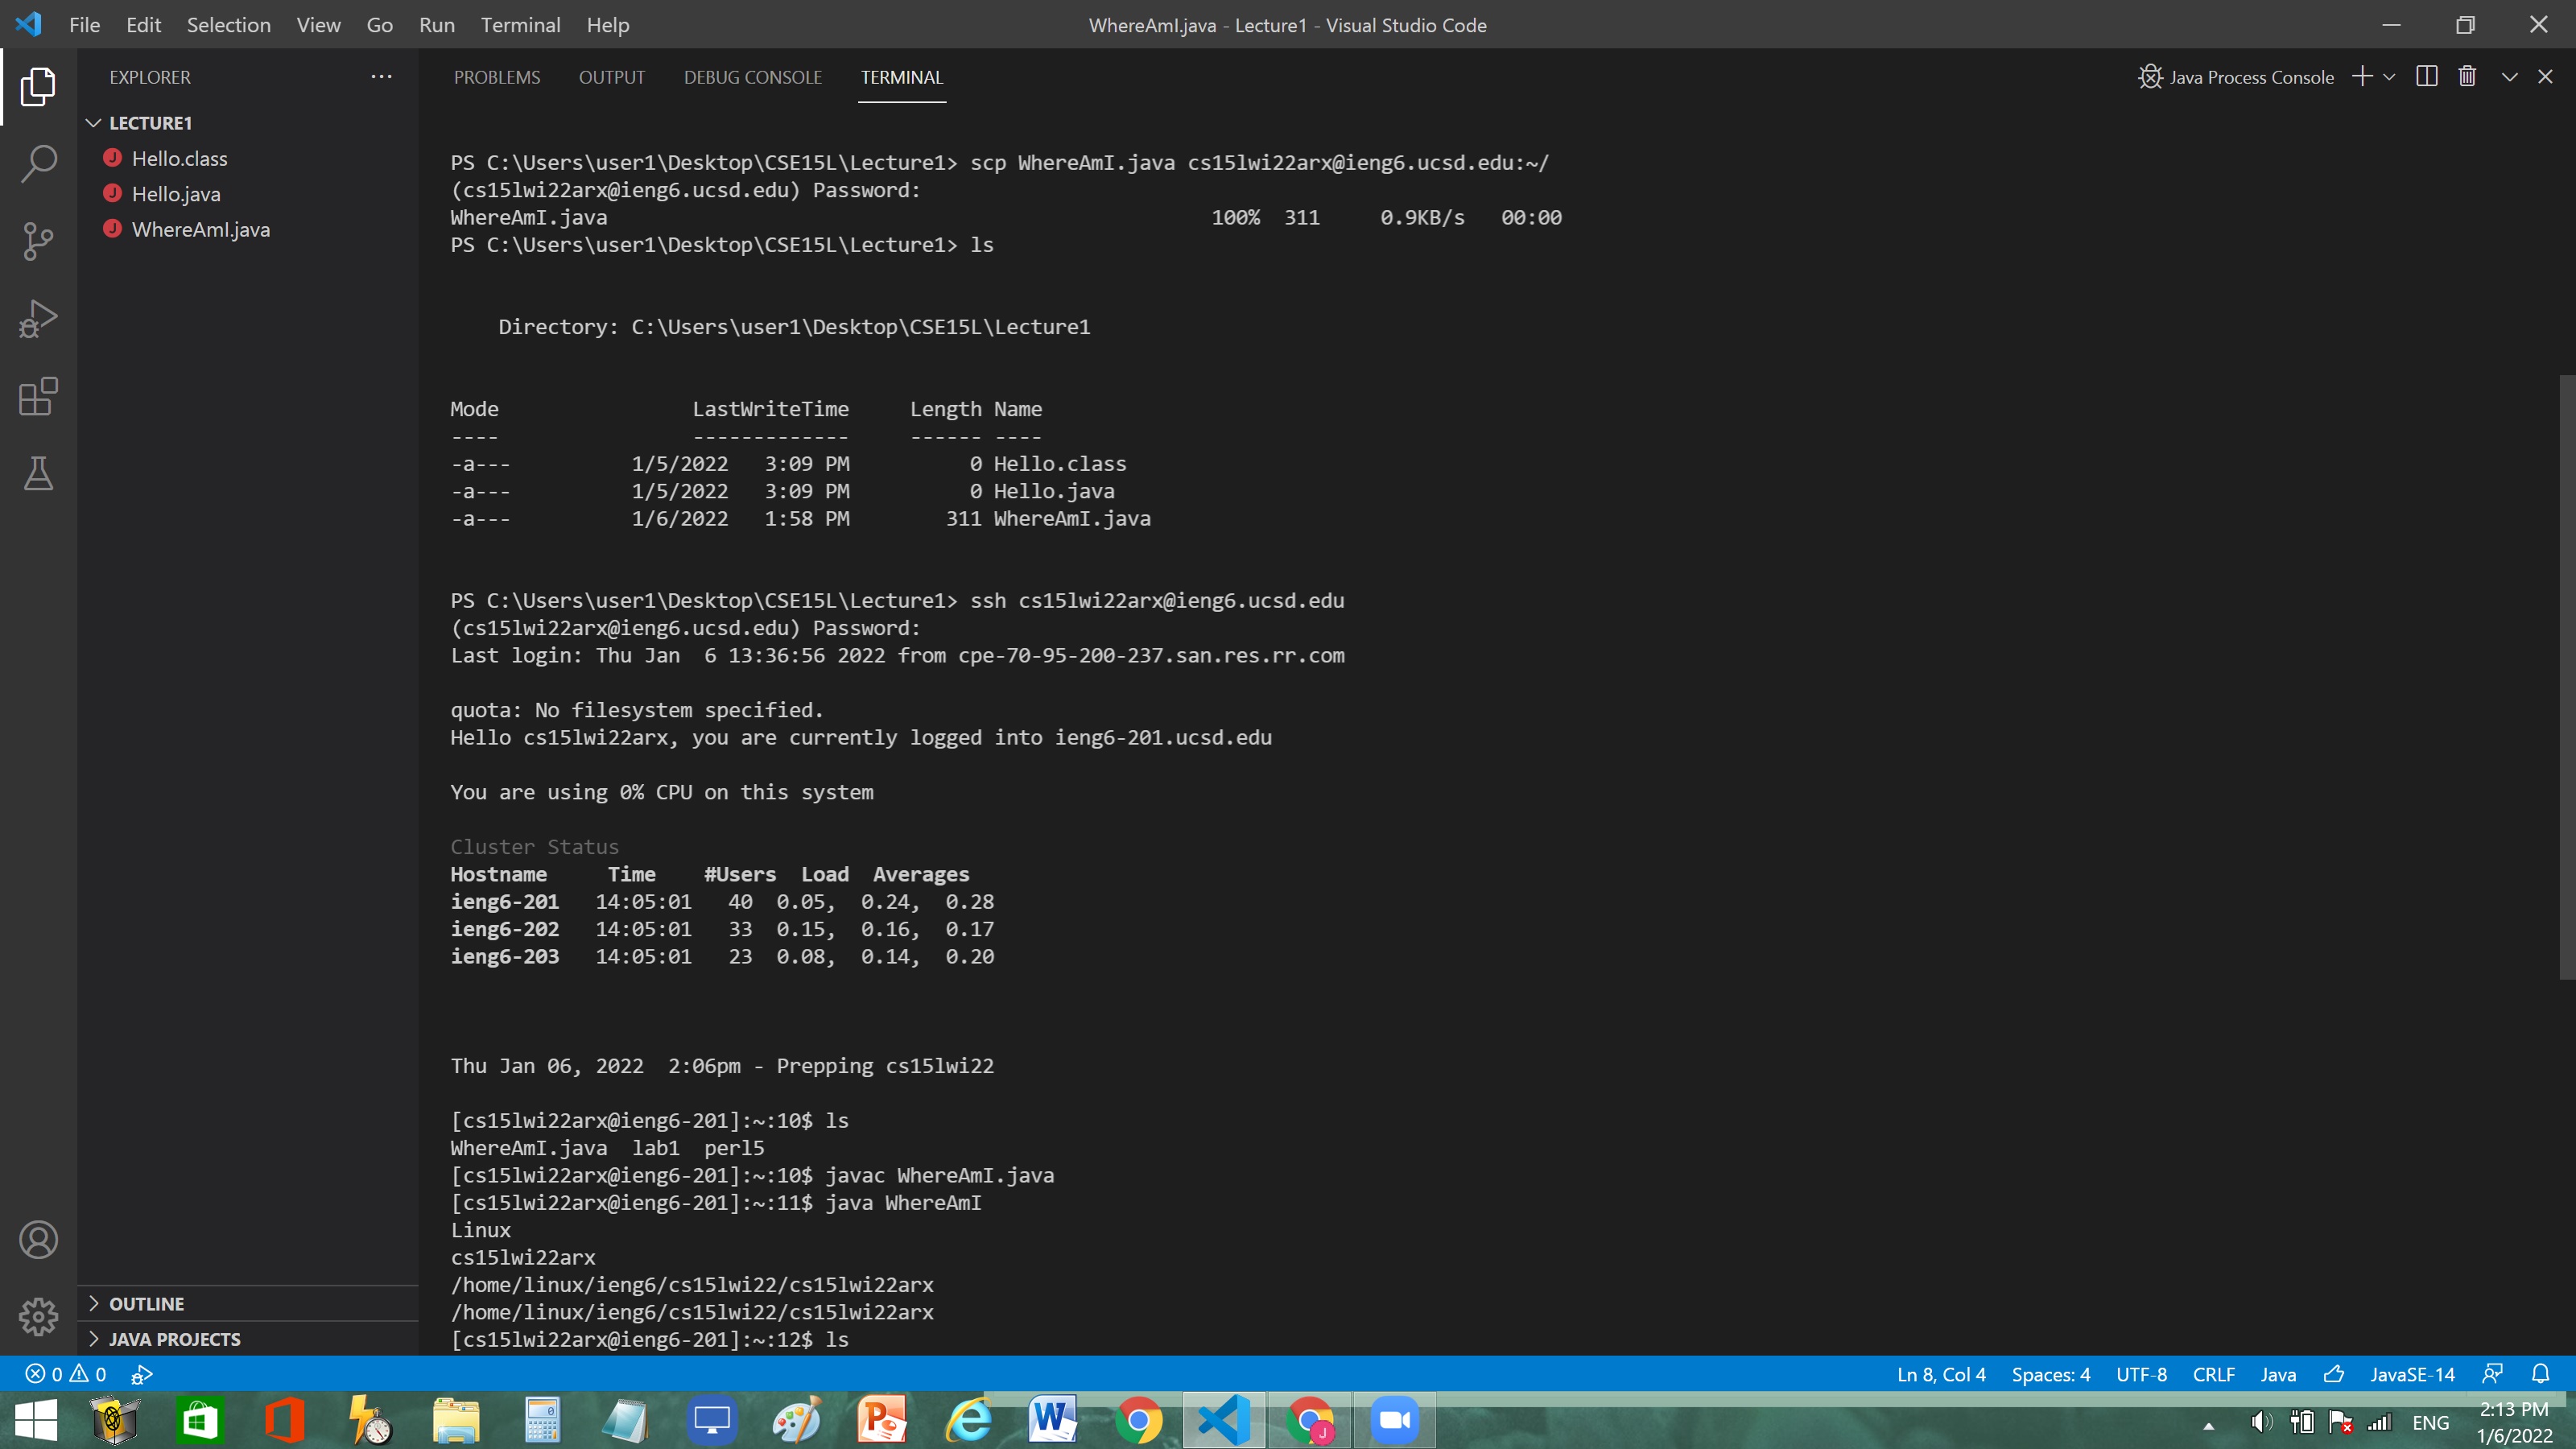 File Edit Selection View Go Run Terminal Help
WhereAmI.java - Lecture1 - Visual Studio Code
EXPLORER
LECTURE1
Hello.class
Hello.java
WhereAmI.java
OUTLINE
JAVA PROJECTS
PROBLEMS OUTPUT DEBUG CONSOLE TERMINAL
Java Process Console
PS C:\Users\user1\Desktop\CSE15L\Lecture1> scp WhereAmI.java cs15lwi22arx@ieng6.ucsd.edu:~/
(cs15lwi22arx@ieng6.ucsd.edu) Password:
WhereAmI.java 100% 311 0.9KB/s 00:00
PS C:\Users\user1\Desktop\CSE15L\Lecture1> ls
Directory: C:\Users\user1\Desktop\CSE15L\Lecture1
Mode LastWriteTime Length Name
---- ------------- ------ ----
-a--- 1/5/2022 3:09 PM 0 Hello.class
-a--- 1/5/2022 3:09 PM 0 Hello.java
-a--- 1/6/2022 1:58 PM 311 WhereAmI.java
PS C:\Users\user1\Desktop\CSE15L\Lecture1> ssh cs15lwi22arx@ieng6.ucsd.edu
(cs15lwi22arx@ieng6.ucsd.edu) Password:
Last login: Thu Jan  6 13:36:56 2022 from cpe-70-95-200-237.san.res.rr.com
quota: No filesystem specified.
Hello cs15lwi22arx, you are currently logged into ieng6-201.ucsd.edu
You are using 0% CPU on this system
Cluster Status
Hostname Time #Users Load Averages
ieng6-201 14:05:01 40 0.05, 0.24, 0.28
ieng6-202 14:05:01 33 0.15, 0.16, 0.17
ieng6-203 14:05:01 23 0.08, 0.14, 0.20
Thu Jan 06, 2022  2:06pm - Prepping cs15lwi22
[cs15lwi22arx@ieng6-201]:~:10$ ls
WhereAmI.java  lab1  perl5
[cs15lwi22arx@ieng6-201]:~:10$ javac WhereAmI.java
[cs15lwi22arx@ieng6-201]:~:11$ java WhereAmI
Linux
cs15lwi22arx
/home/linux/ieng6/cs15lwi22/cs15lwi22arx
/home/linux/ieng6/cs15lwi22/cs15lwi22arx
[cs15lwi22arx@ieng6-201]:~:12$ ls
0 0
Ln 8, Col 4 Spaces: 4 UTF-8 CRLF Java JavaSE-14
ENG
2:13 PM
1/6/2022